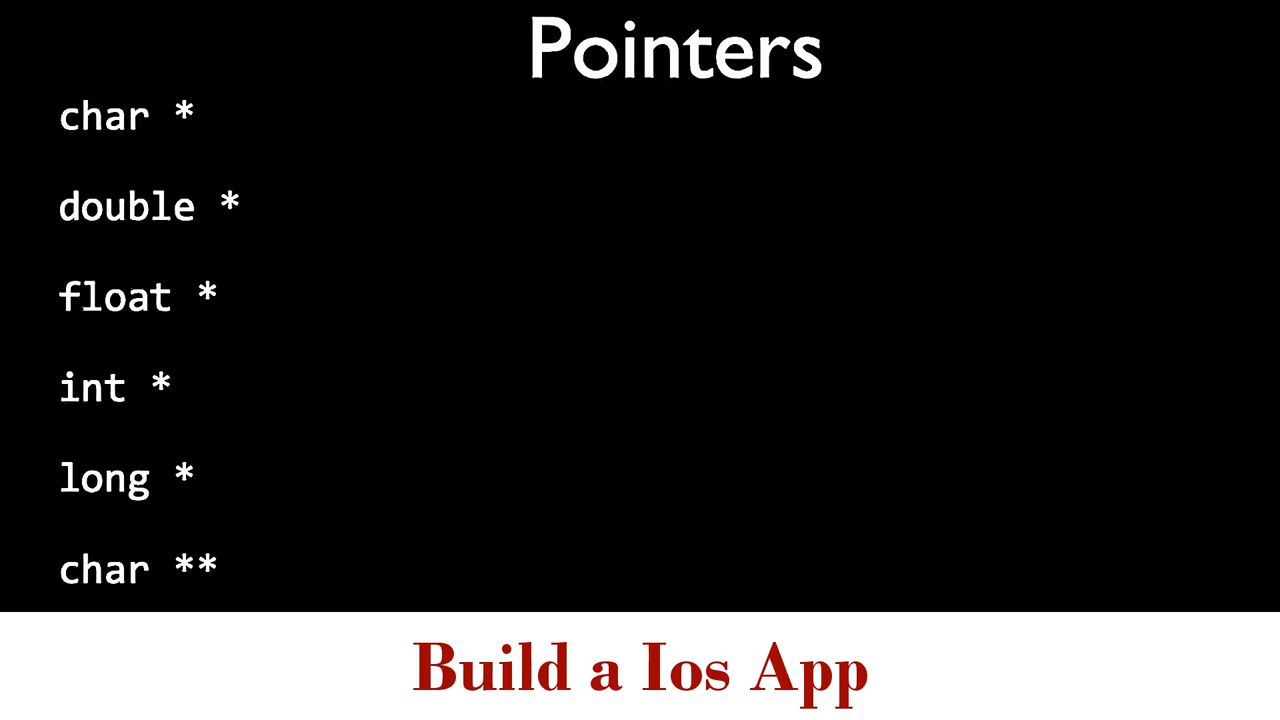 Pointers
char *
double *
float *
int *
long *
char **
Build a Ios App